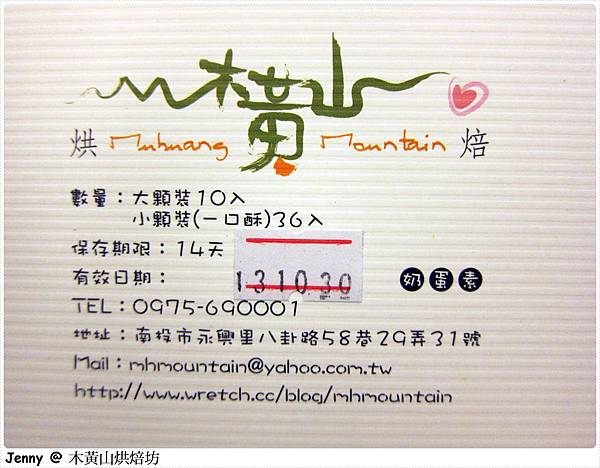 木黃山
烘 Muhuang Mountain 焙
數量：大顆裝10入
小顆裝(一口酥)36入
保存期限：14天
有效日期：131030
奶蛋素
TEL：0975-690001
地址：南投市永興里八卦路58巷29弄31號
Mail：mhmountain@yahoo.com.tw
http://www.wretch.cc/blog/mhmountain
Jenny @ 木黃山烘焙坊